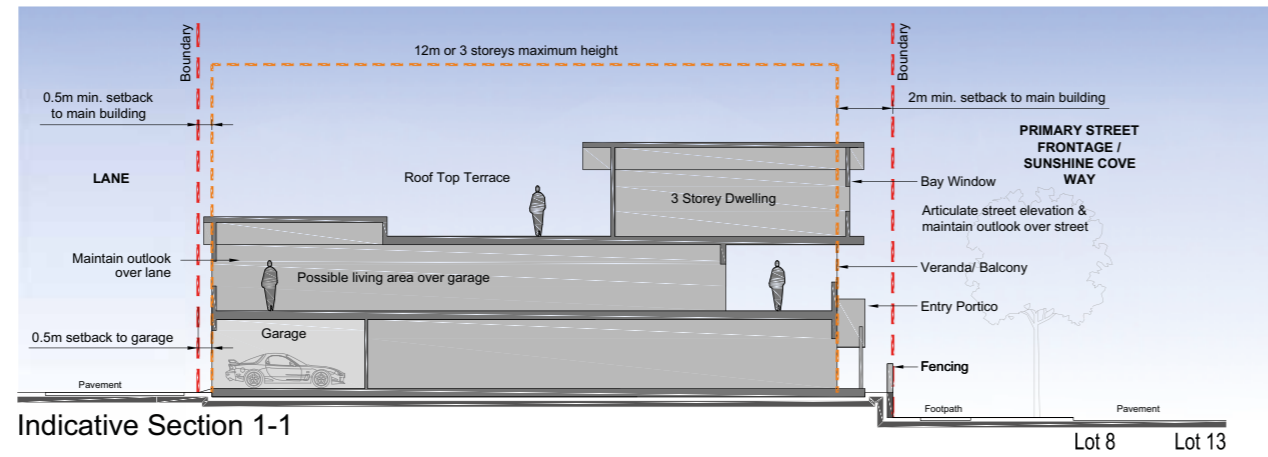 12m or 3 storeys maximum height
Boundary
Boundary
0.5m min. setback
to main building
2m min. setback to main building
PRIMARY STREET
FRONTAGE /
SUNSHINE COVE
WAY
LANE
Roof Top Terrace
Bay Window
3 Storey Dwelling
Articulate street elevation &
maintain outlook over street
Maintain outlook
over lane
Possible living area over garage
Veranda/ Balcony
Entry Portico
0.5m setback to garage
Garage
Fencing
Pavement
Footpath
Pavement
Indicative Section 1-1
Lot 8
Lot 13